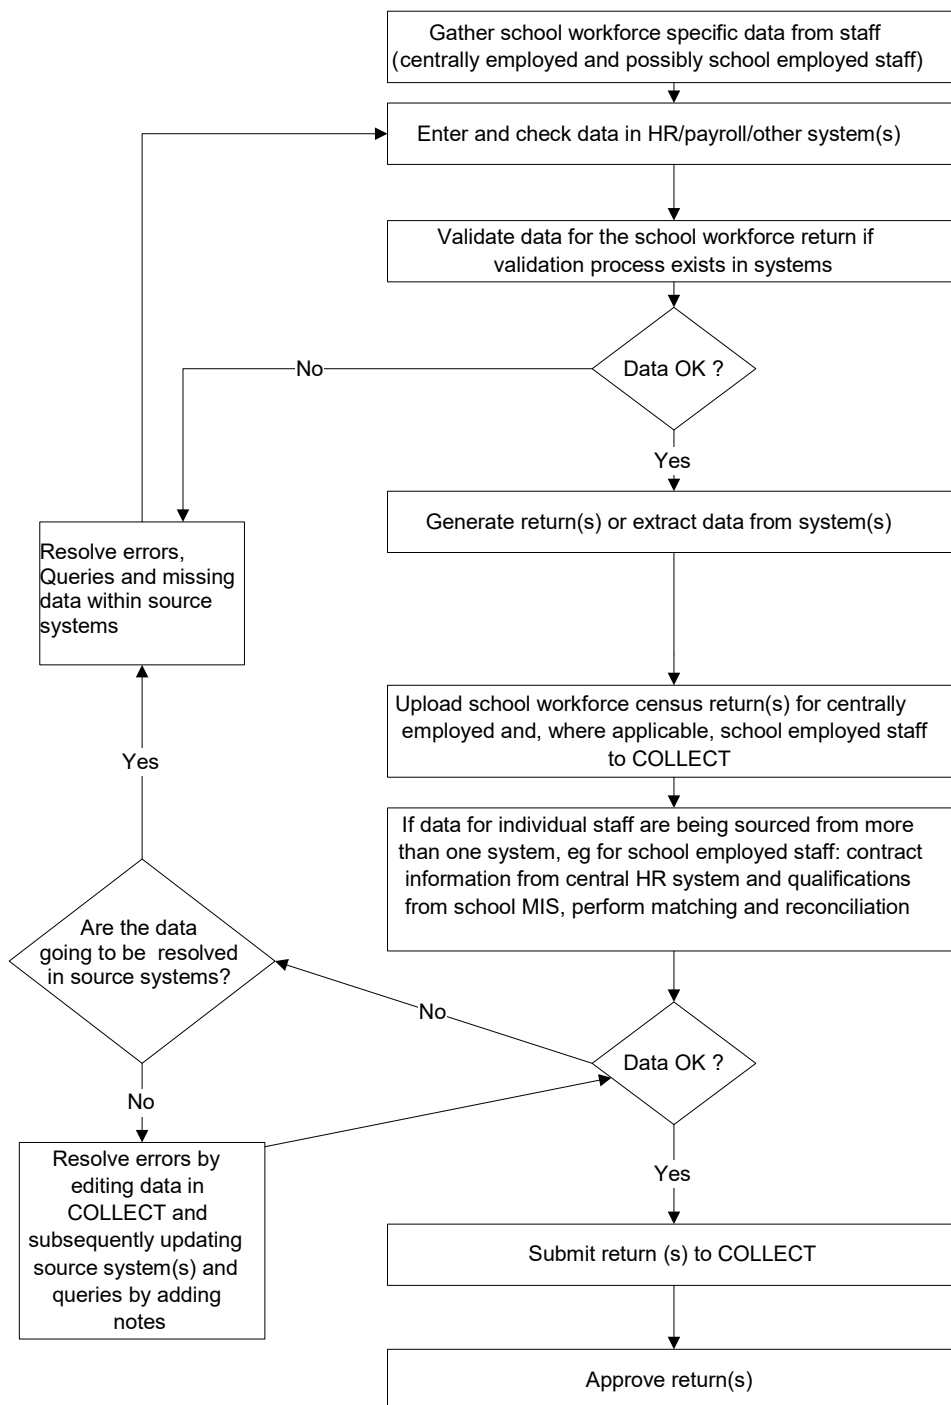 Gather school workforce specific data from staff
(centrally employed and possibly school employed staff)
Enter and check data in HR/payroll/other system(s)
Validate data for the school workforce return if
validation process exists in systems
Data OK ?
No
Yes
Generate return(s) or extract data from system(s)
Resolve errors,
Queries and missing
data within source
systems
Upload school workforce census return(s) for centrally
employed and, where applicable, school employed staff
to COLLECT
Yes
If data for individual staff are being sourced from more
than one system, eg for school employed staff: contract
information from central HR system and qualifications
from school MIS, perform matching and reconciliation
Are the data
going to be resolved
in source systems?
No
Data OK ?
No
Yes
Resolve errors by
editing data in
COLLECT and
subsequently updating
source system(s) and
queries by adding
notes
Submit return (s) to COLLECT
Approve return(s)